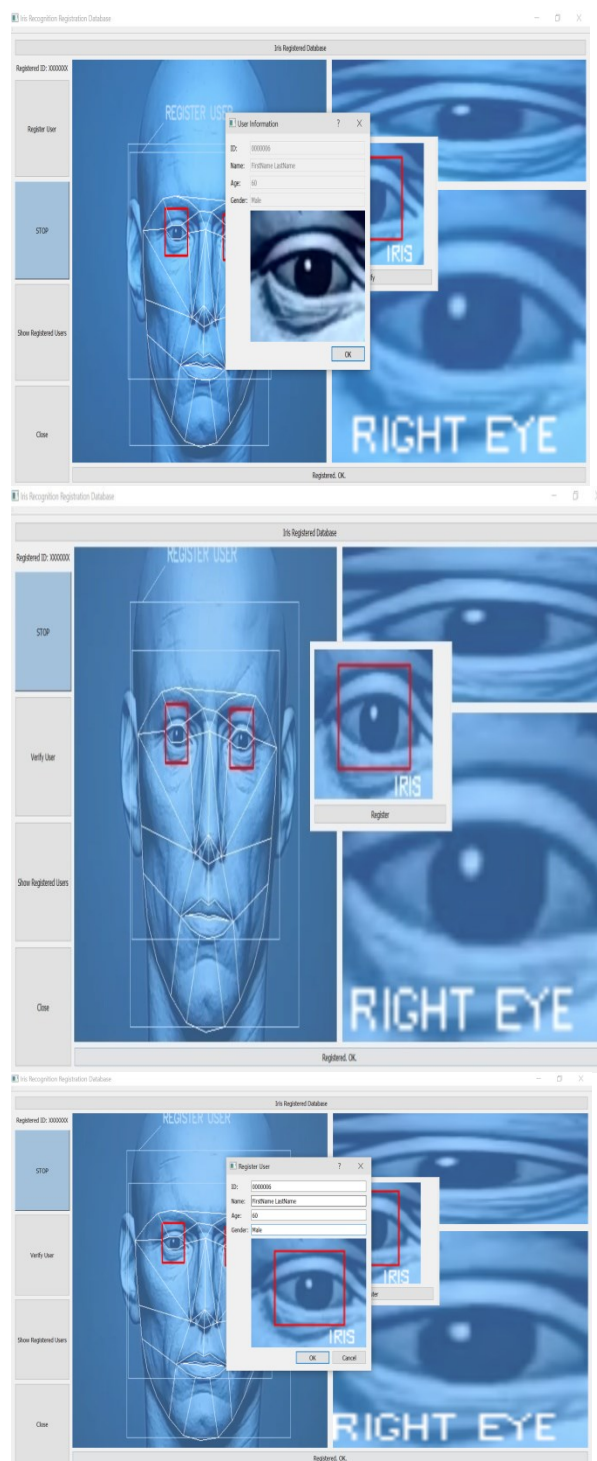 Iris Recognition Registration Database
Iris Registered Database
Registered ID: XXXXXXX
REGISTER USER
User Information
Register User
ID: 0000006
Name: FirstName LastName
Age: 60
Gender: Male
STOP
IRIS
Show Registered Users
OK
Close
RIGHT EYE
Registered. OK.
Iris Recognition Registration Database
Iris Registered Database
Registered ID: XXXXXXX
REGISTER USER
STOP
Verify User
IRIS
Register
Show Registered Users
Close
RIGHT EYE
Registered. OK.
Iris Recognition Registration Database
Iris Registered Database
Registered ID: XXXXXXX
REGISTER USER
Register User
STOP
ID: 0000006
Name: FirstName LastName
Age: 60
Gender: Male
Verify User
IRIS
IRIS
OK Cancel
Show Registered Users
Close
RIGHT EYE
Registered. OK.